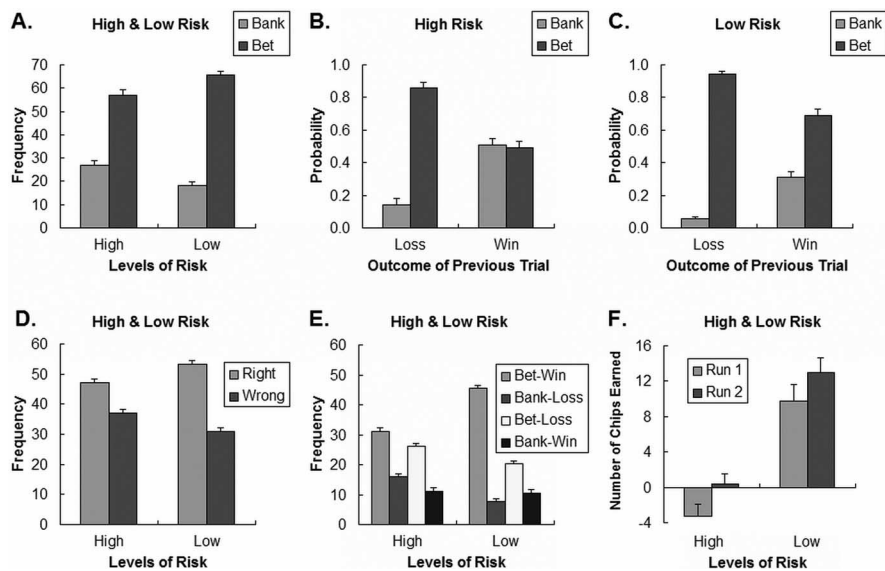 A.
High & Low Risk
Bank
Bet
Frequency
70
60
50
40
30
20
10
0
High
Low
Levels of Risk
B.
High Risk
Bank
Bet
Probability
1.0
0.8
0.6
0.4
0.2
0.0
Loss
Win
Outcome of Previous Trial
C.
Low Risk
Bank
Bet
Probability
1.0
0.8
0.6
0.4
0.2
0.0
Loss
Win
Outcome of Previous Trial
D.
High & Low Risk
Right
Wrong
Frequency
60
50
40
30
20
10
0
High
Low
Levels of Risk
E.
High & Low Risk
Bet-Win
Bank-Loss
Bet-Loss
Bank-Win
Frequency
60
50
40
30
20
10
0
High
Low
Levels of Risk
F.
High & Low Risk
Run 1
Run 2
Number of Chips Earned
16
12
8
4
0
-4
High
Low
Levels of Risk